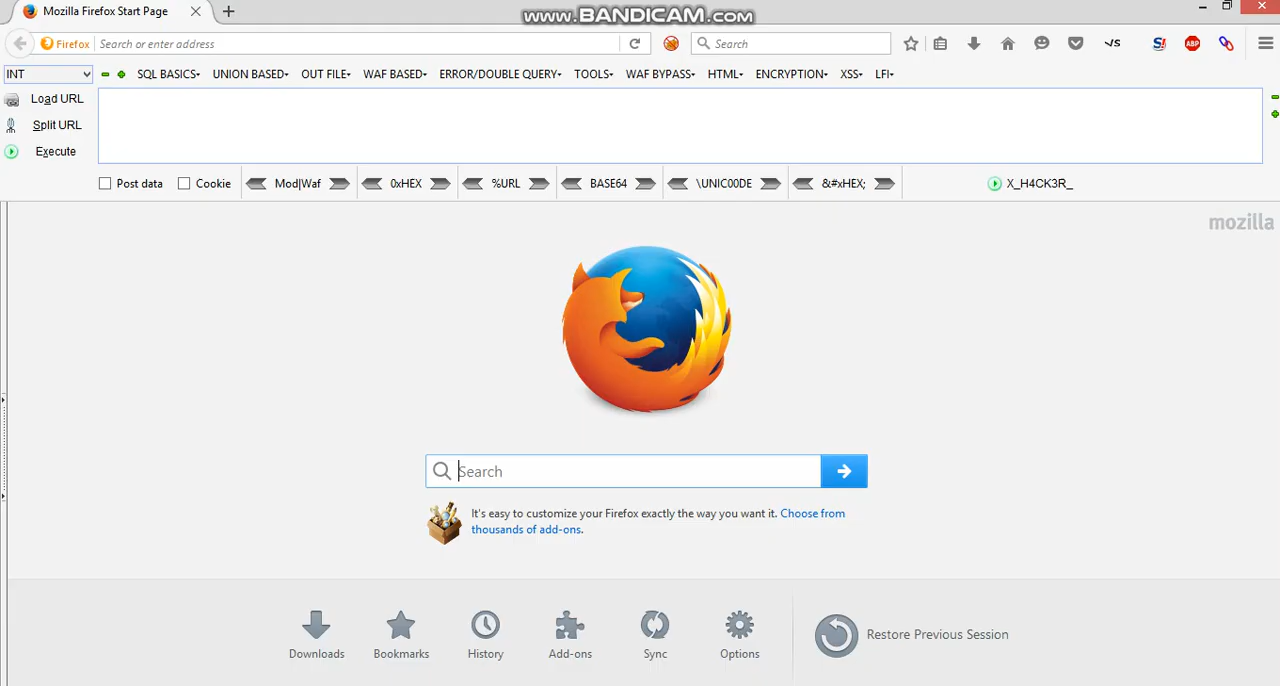 Mozilla Firefox Start Page
www.BANDICAM.com
Firefox Search or enter address Search
INT SQL BASICS UNION BASED OUT FILE WAF BASED ERROR/DOUBLE QUERY TOOLS WAF BYPASS HTML ENCRYPTION XSS LFI
Load URL
Split URL
Execute
Post data Cookie Mod|Waf 0xHEX %URL BASE64 \UNIC00DE &#xHEX; X_H4CK3R_
mozilla
Search
It's easy to customize your Firefox exactly the way you want it. Choose from
thousands of add-ons.
Downloads Bookmarks History Add-ons Sync Options Restore Previous Session